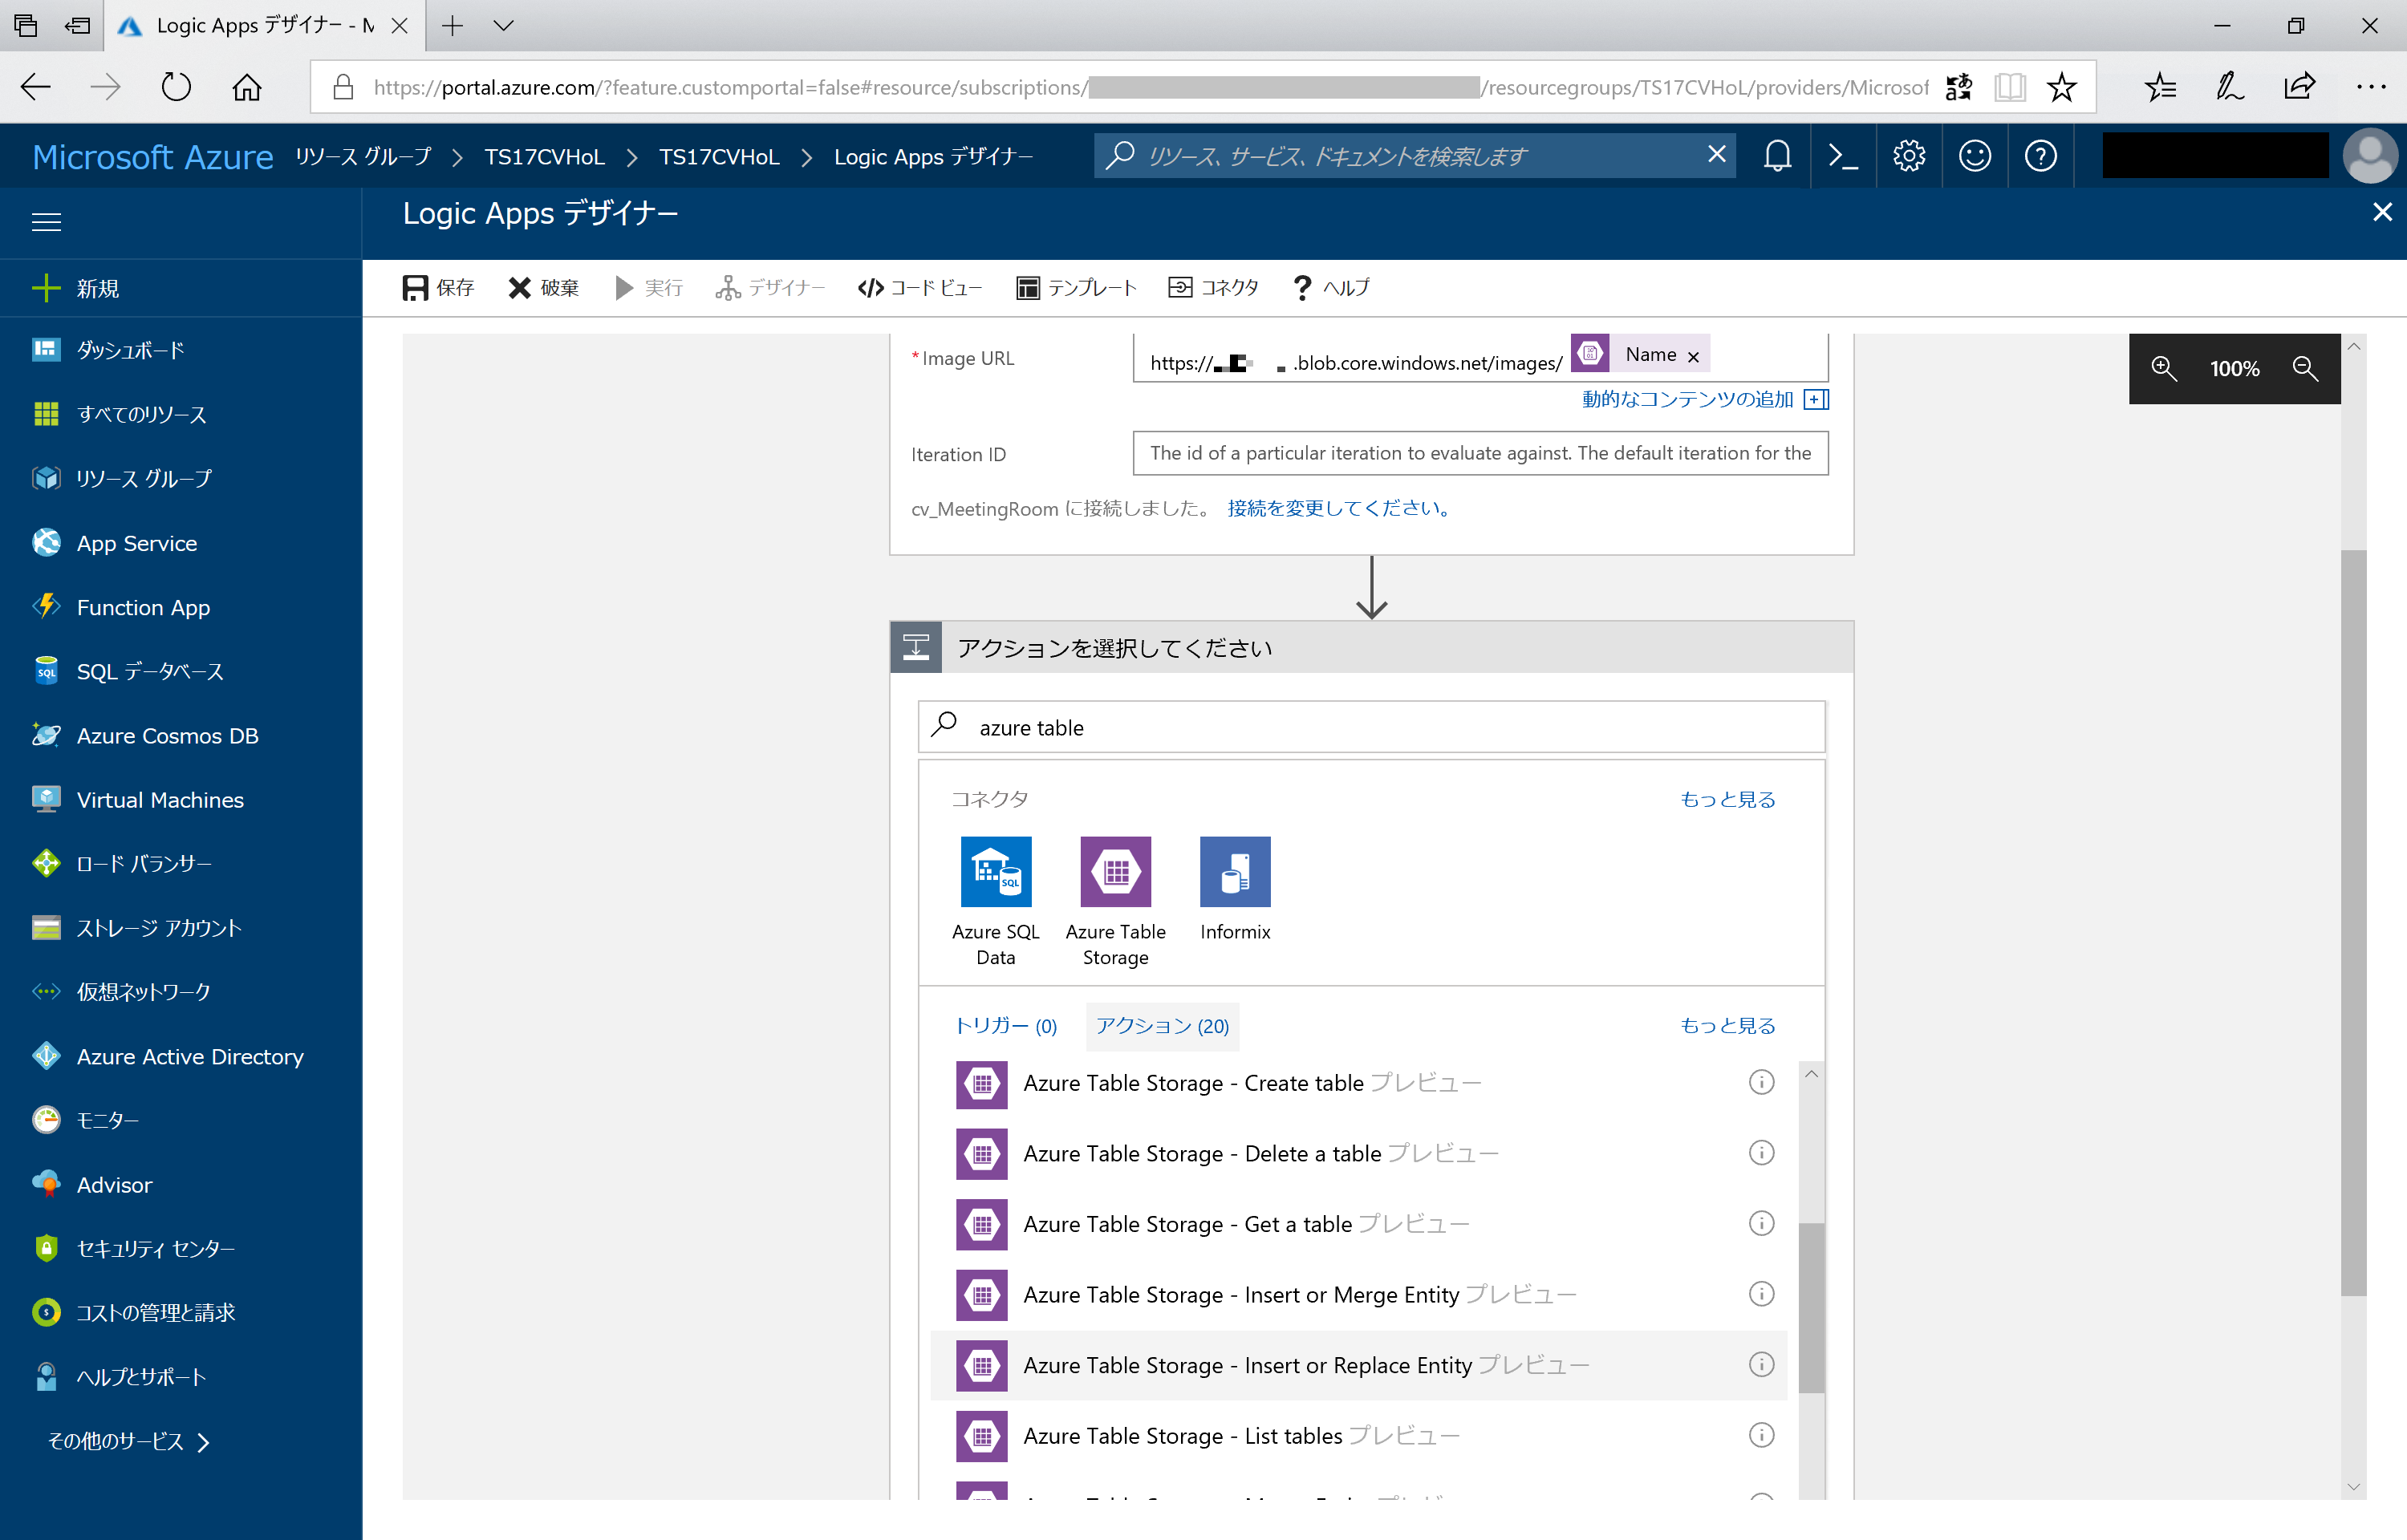 Logic Apps デザイナー - M
https://portal.azure.com/?feature.customportal=false#resource/subscriptions/ /resourcegroups/TS17CVHoL/providers/Microsof
Microsoft Azure リソース グループ > TS17CVHoL > TS17CVHoL > Logic Apps デザイナー
リソース、サービス、ドキュメントを検索します
Logic Apps デザイナー
新規
ダッシュボード
すべてのリソース
リソース グループ
App Service
Function App
SQL データベース
Azure Cosmos DB
Virtual Machines
ロード バランサー
ストレージ アカウント
仮想ネットワーク
Azure Active Directory
モニター
Advisor
セキュリティ センター
コストの管理と請求
ヘルプとサポート
その他のサービス
保存 破棄 実行 デザイナー コード ビュー テンプレート コネクタ ヘルプ
* Image URL
https:// .blob.core.windows.net/images/ Name ×
動的なコンテンツの追加
Iteration ID
The id of a particular iteration to evaluate against. The default iteration for the
cv_MeetingRoom に接続しました。 接続を変更してください。
100%
アクションを選択してください
azure table
コネクタ もっと見る
Azure SQL Data
Azure Table Storage
Informix
トリガー (0) アクション (20) もっと見る
Azure Table Storage - Create table プレビュー
Azure Table Storage - Delete a table プレビュー
Azure Table Storage - Get a table プレビュー
Azure Table Storage - Insert or Merge Entity プレビュー
Azure Table Storage - Insert or Replace Entity プレビュー
Azure Table Storage - List tables プレビュー